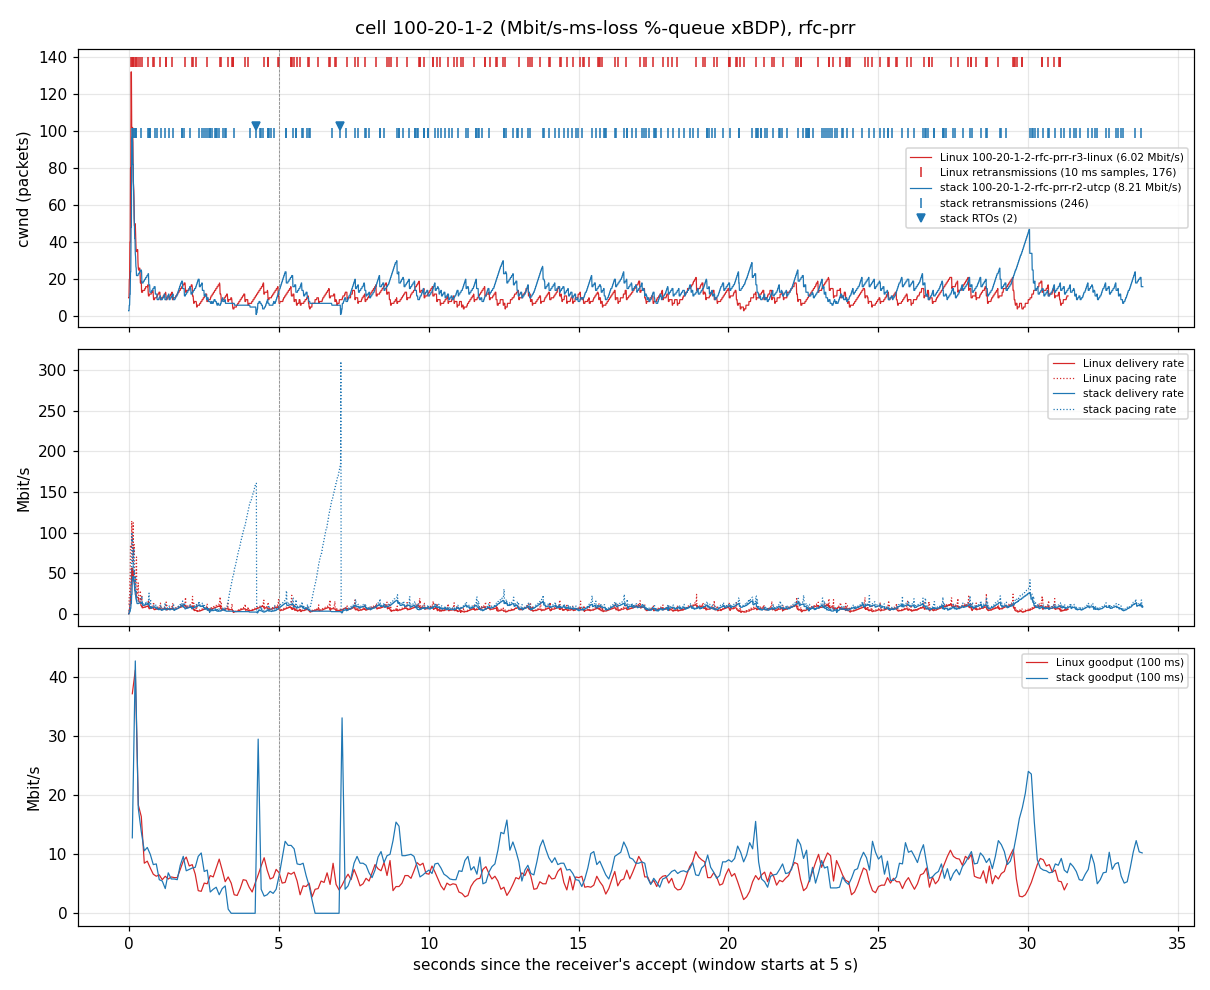 cell 100-20-1-2 (Mbit/s-ms-loss %-queue xBDP), rfc-prr
cwnd (packets)
140
120
100
80
60
40
20
0
Linux 100-20-1-2-rfc-prr-r3-linux (6.02 Mbit/s)
Linux retransmissions (10 ms samples, 176)
stack 100-20-1-2-rfc-prr-r2-utcp (8.21 Mbit/s)
stack retransmissions (246)
stack RTOs (2)
Mbit/s
300
250
200
150
100
50
0
Linux delivery rate
Linux pacing rate
stack delivery rate
stack pacing rate
Mbit/s
40
30
20
10
0
Linux goodput (100 ms)
stack goodput (100 ms)
0 5 10 15 20 25 30 35
seconds since the receiver's accept (window starts at 5 s)